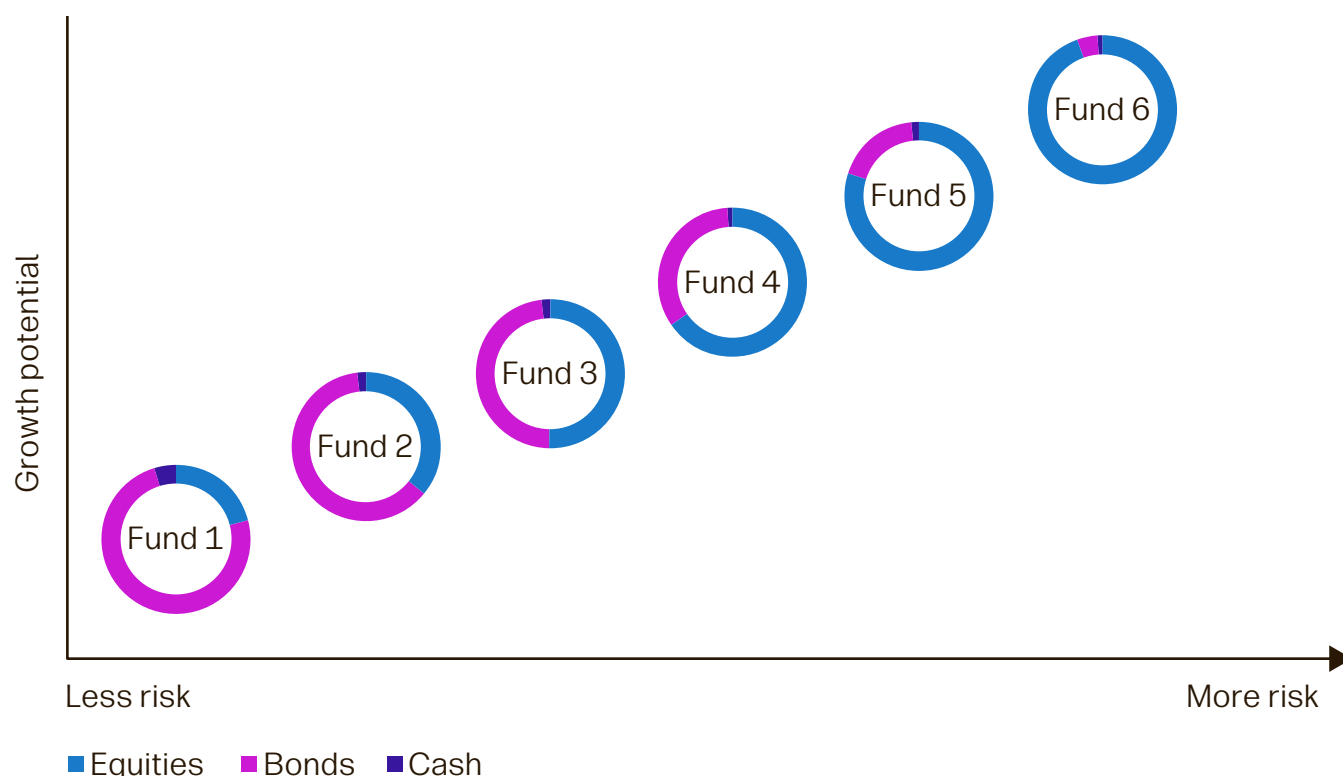 Growth potential
Fund 6
Fund 5
Fund 4
Fund 3
Fund 2
Fund 1
Less risk
More risk
Equities
Bonds
Cash